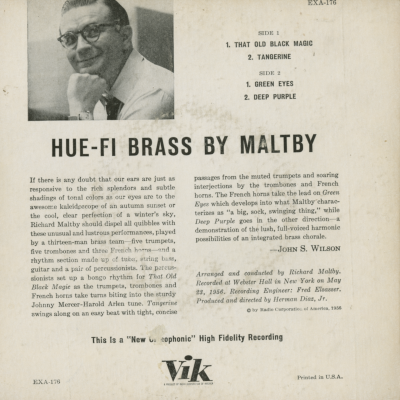 EXA-176
SIDE 1
1. THAT OLD BLACK MAGIC
2. TANGERINE
SIDE 2
1. GREEN EYES
2. DEEP PURPLE
HUE-FI BRASS BY MALTBY
If there is any doubt that our ears are just as
responsive to the rich splendors and subtle
shadings of tonal colors as our eyes are to the
awesome kaleidoscope of an autumn sunset or
the cool, clear perfection of a winter's sky,
Richard Maltby should dispel all quibbles with
these unusual and lustrous performances, played
by a thirteen-man brass team—five trumpets,
five trombones and three French horns—and a
rhythm section made up of tuba, string bass,
guitar and a pair of percussionists. The percus-
sionists set up a bongo rhythm for That Old
Black Magic as the trumpets, trombones and
French horns take turns biting into the sturdy
Johnny Mercer-Harold Arlen tune. Tangerine
swings along on an easy beat with tight, concise
passages from the muted trumpets and soaring
interjections by the trombones and French
horns. The French horns take the lead on Green
Eyes which develops into what Maltby charac-
terizes as "a big, sock, swinging thing," while
Deep Purple goes in the other direction—a
demonstration of the lush, full-voiced harmonic
possibilities of an integrated brass chorale.
—JOHN S. WILSON
Arranged and conducted by Richard Maltby.
Recorded at Webster Hall in New York on May
22, 1956. Recording Engineer: Fred Elsasser.
Produced and directed by Herman Diaz, Jr.
© by Radio Corporation of America, 1956
This Is a "New Orthophonic" High Fidelity Recording
Vik
A PRODUCT OF RADIO CORPORATION OF AMERICA
EXA-176
Printed in U.S.A.